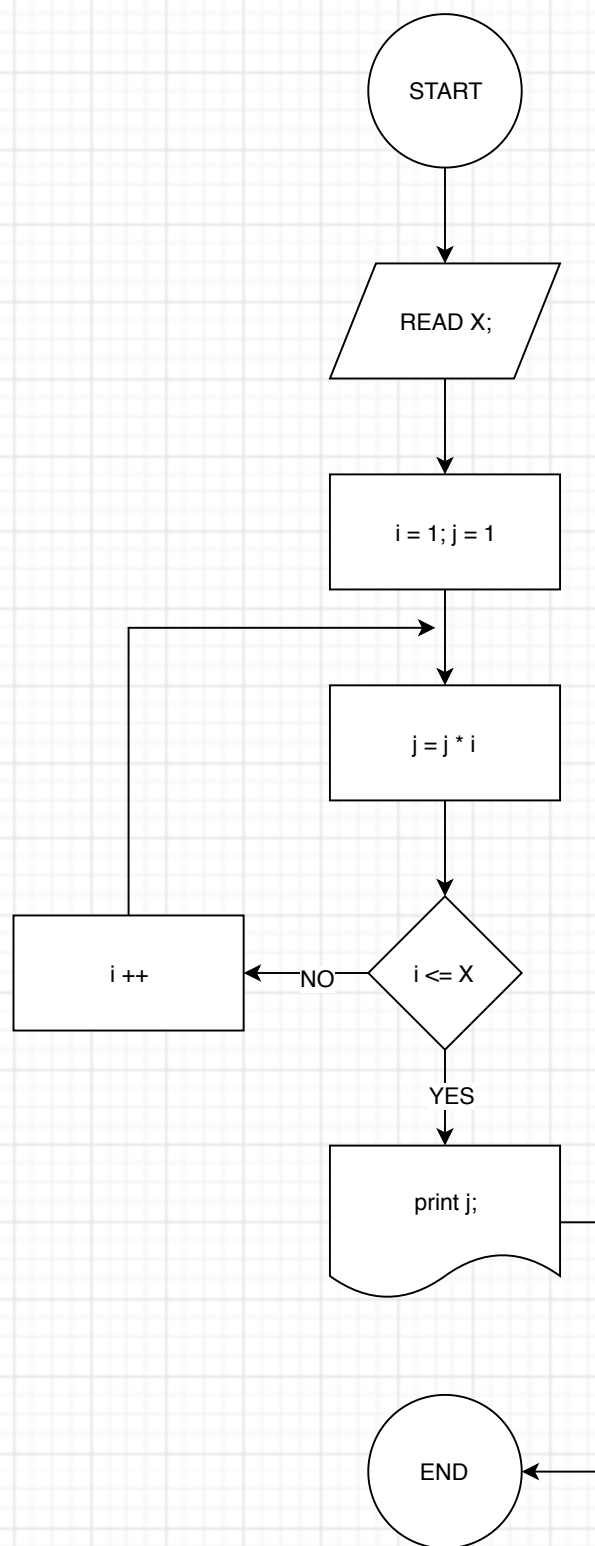 START
READ X;
i = 1; j = 1
j = j * i
i ++
NO
i <= X
YES
print j;
END